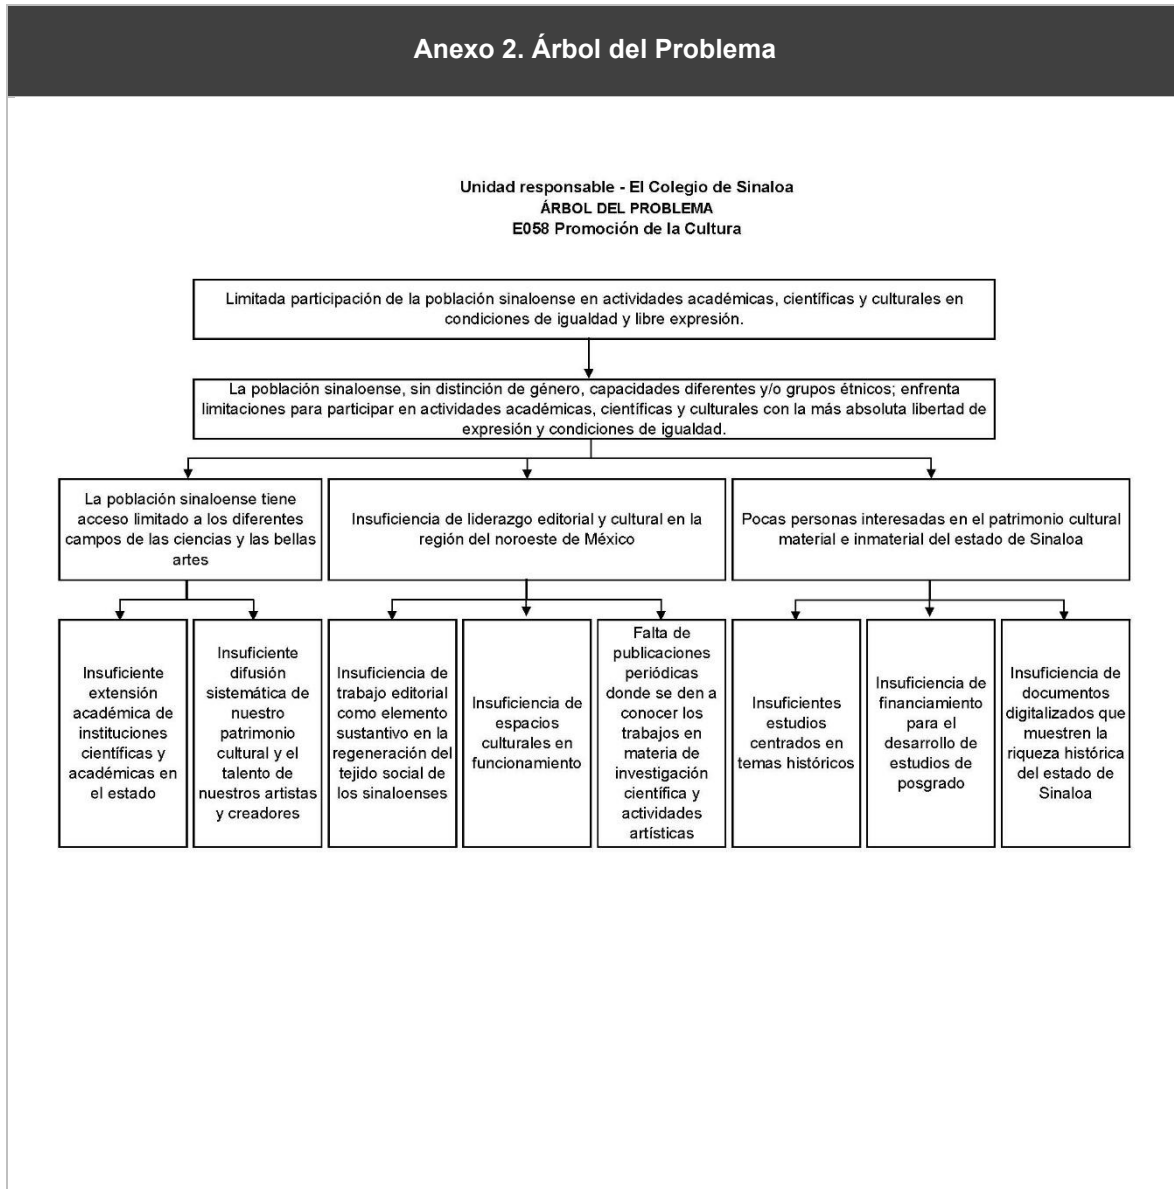 Anexo 2. Árbol del Problema
Unidad responsable - El Colegio de Sinaloa
ÁRBOL DEL PROBLEMA
E058 Promoción de la Cultura
Limitada participación de la población sinaloense en actividades académicas, científicas y culturales en
condiciones de igualdad y libre expresión.
La población sinaloense, sin distinción de género, capacidades diferentes y/o grupos étnicos; enfrenta
limitaciones para participar en actividades académicas, científicas y culturales con la más absoluta libertad de
expresión y condiciones de igualdad.
La población sinaloense tiene
acceso limitado a los diferentes
campos de las ciencias y las bellas
artes
Insuficiencia de liderazgo editorial y cultural en la
región del noroeste de México
Pocas personas interesadas en el patrimonio cultural
material e inmaterial del estado de Sinaloa
Insuficiente
extensión
académica de
instituciones
científicas y
académicas en
el estado
Insuficiente
difusión
sistemática de
nuestro
patrimonio
cultural y el
talento de
nuestros artistas
y creadores
Insuficiencia de
trabajo editorial
como elemento
sustantivo en la
regeneración del
tejido social de
los sinaloenses
Insuficiencia de
espacios
culturales en
funcionamiento
Falta de
publicaciones
periódicas
donde se den a
conocer los
trabajos en
materia de
investigación
científica y
actividades
artísticas
Insuficientes
estudios
centrados en
temas históricos
Insuficiencia de
financiamiento
para el
desarrollo de
estudios de
posgrado
Insuficiencia de
documentos
digitalizados que
muestren la
riqueza histórica
del estado de
Sinaloa